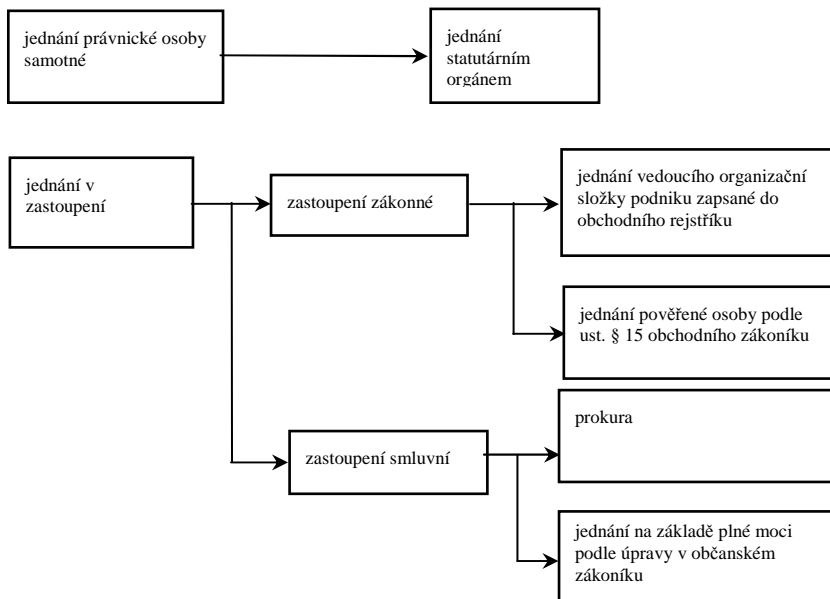 jednání právnické osoby
samotné
jednání
statutárním
orgánem
jednání v
zastoupení
zastoupení zákonné
jednání vedoucího organizační
složky podniku zapsané do
obchodního rejstříku
jednání pověřené osoby podle
ust. § 15 obchodního zákoníku
zastoupení smluvní
prokura
jednání na základě plné moci
podle úpravy v občanském
zákoníku